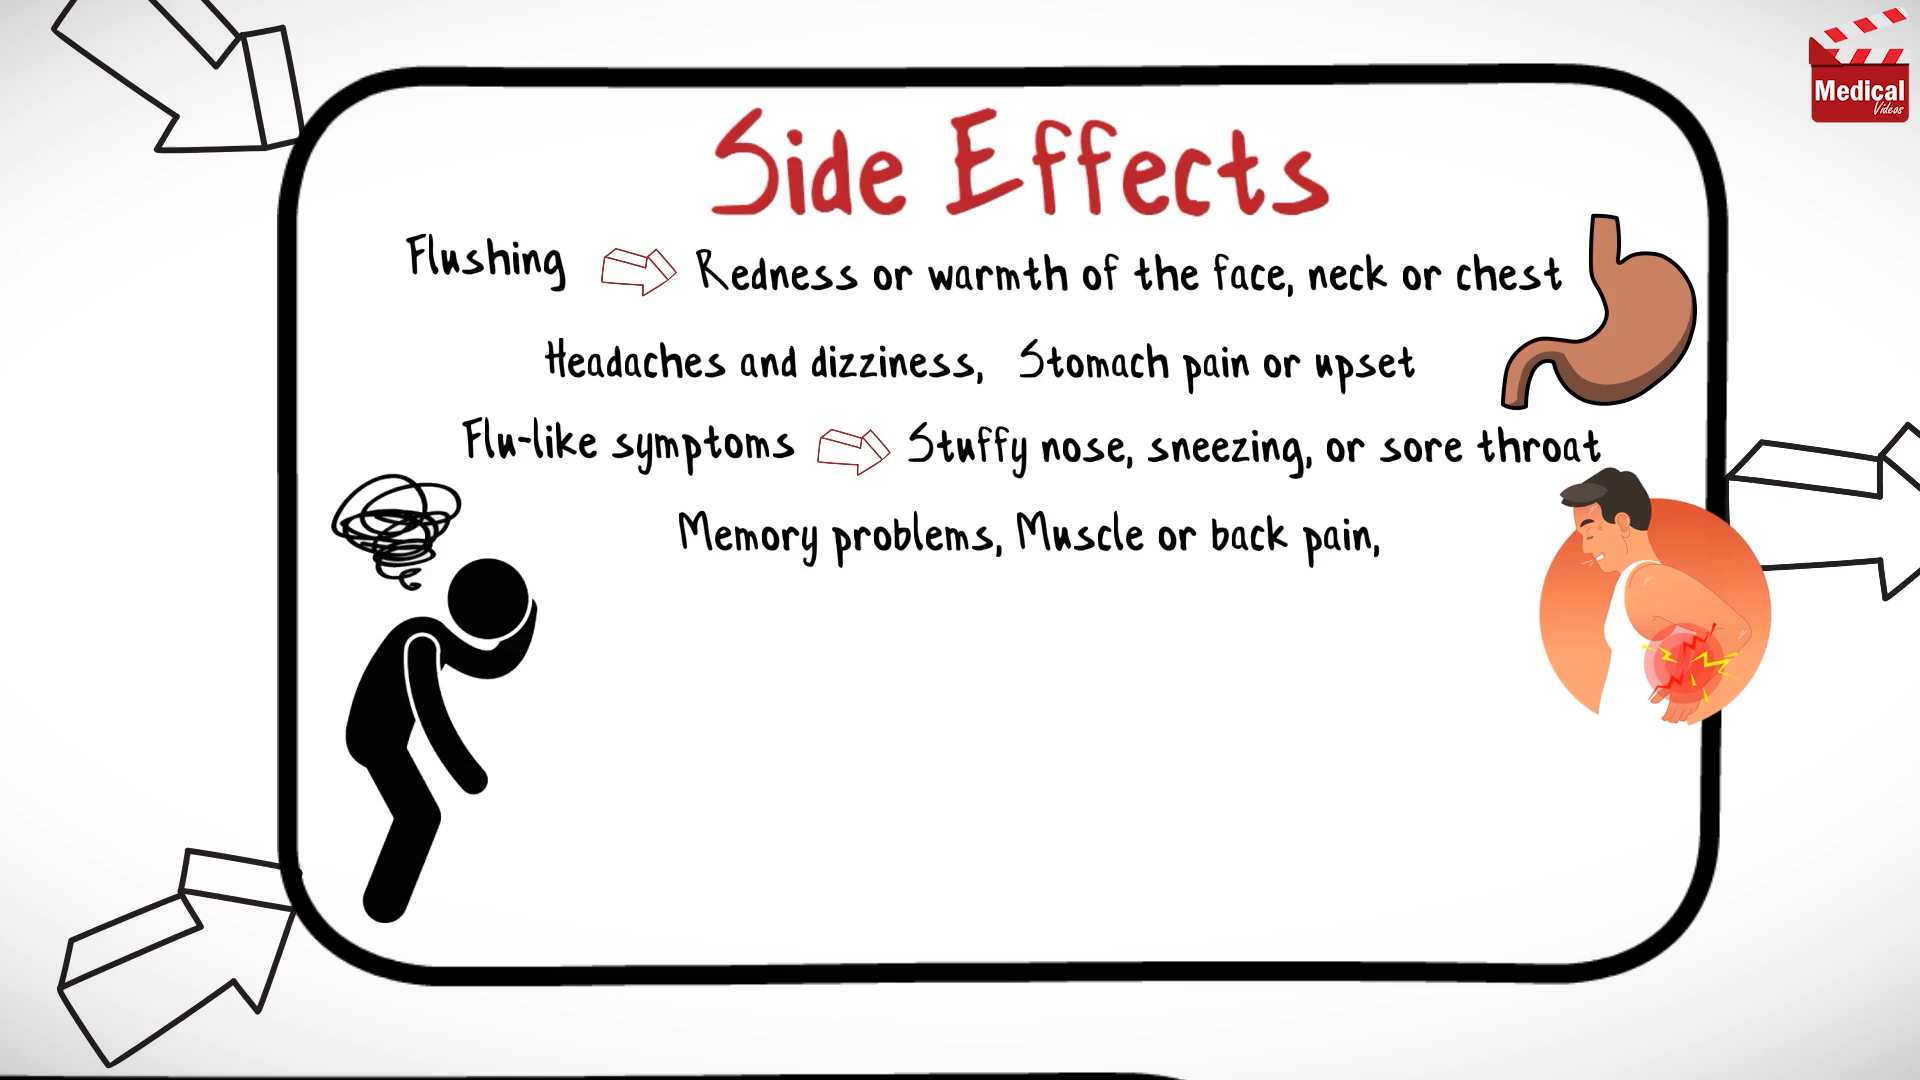 Medical
Videos
Side Effects
Flushing Redness or warmth of the face, neck or chest
Headaches and dizziness, Stomach pain or upset
Flu-like symptoms Stuffy nose, sneezing, or sore throat
Memory problems, Muscle or back pain,